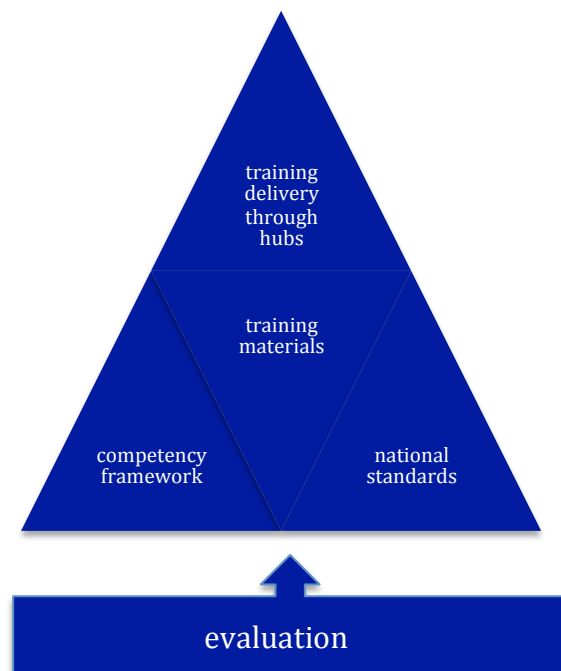 training
delivery
through
hubs
training
materials
competency
framework
national
standards
evaluation